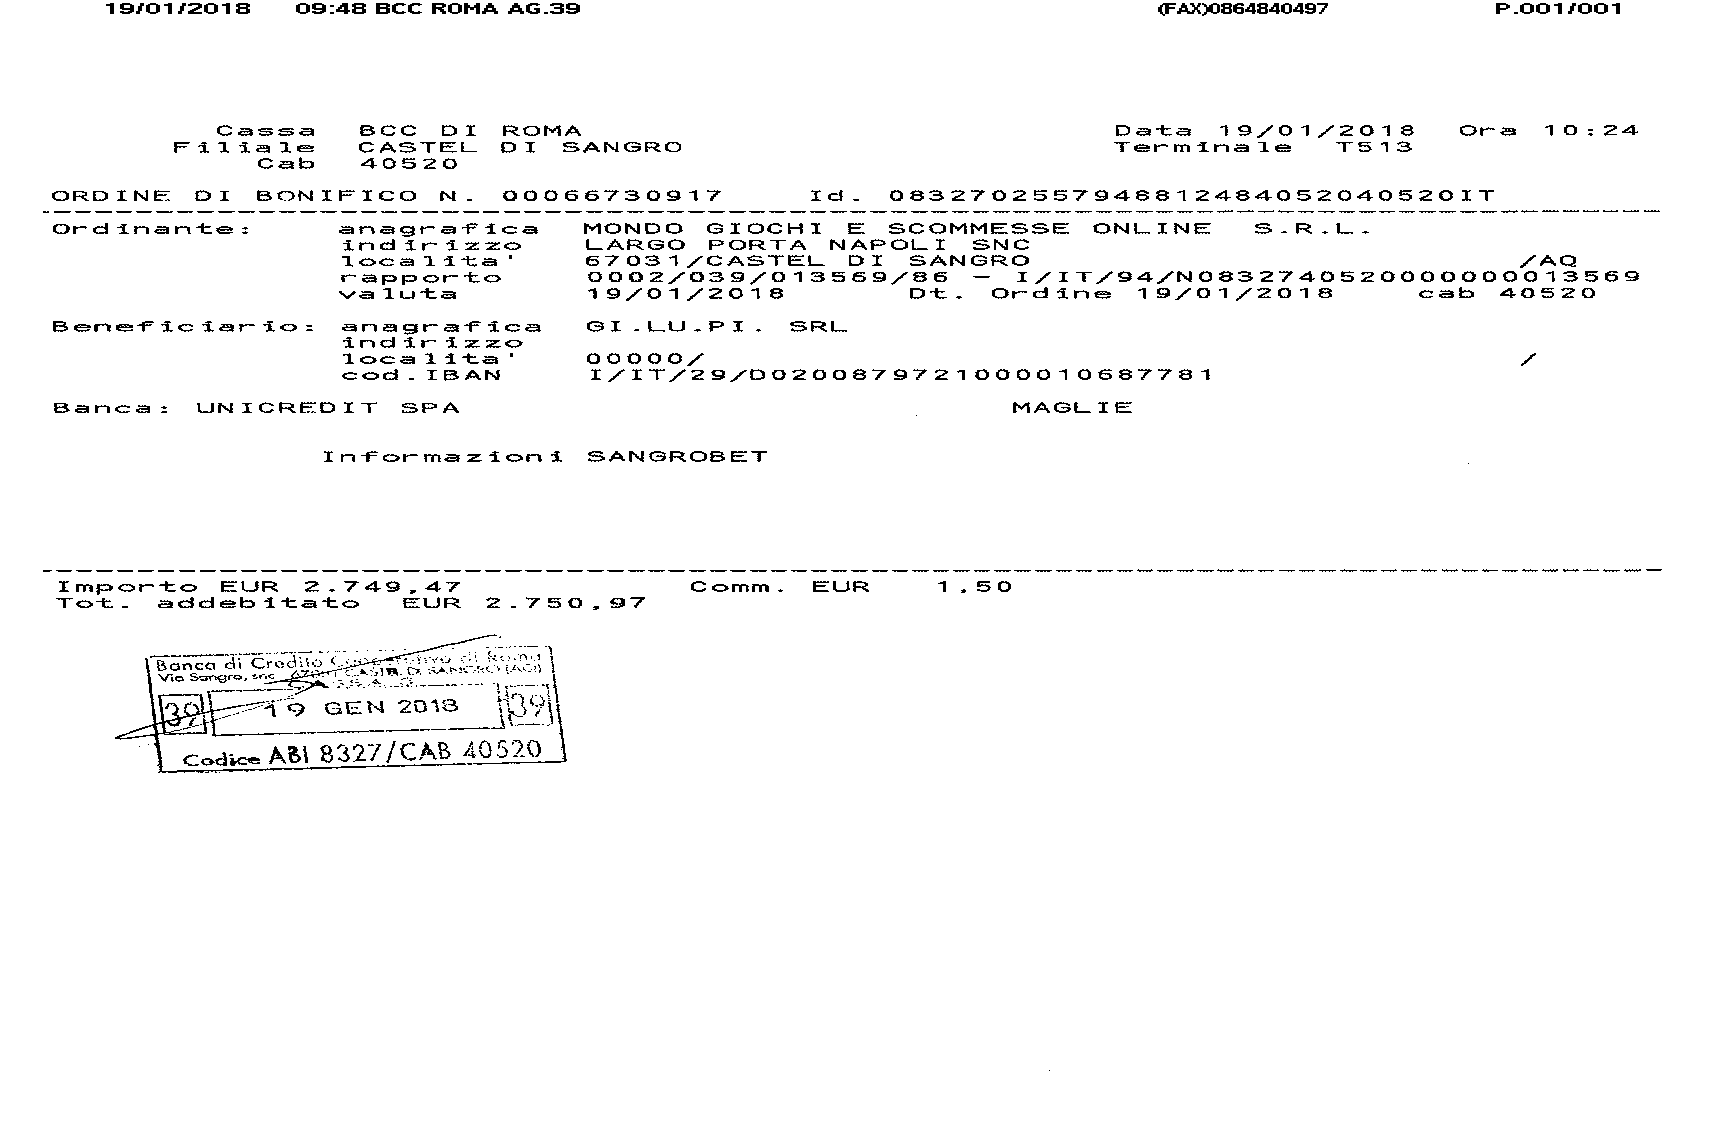 19/01/2018 09:48 BCC ROMA AG.39 (FAX)0864840497 P.001/001
Cassa BCC DI ROMA Data 19/01/2018 Ora 10:24
Filiale CASTEL DI SANGRO Terminale T513
Cab 40520
ORDINE DI BONIFICO N. 00066730917 Id. 0832702557948812484052040520IT
Ordinante: anagrafica MONDO GIOCHI E SCOMMESSE ONLINE S.R.L.
indirizzo LARGO PORTA NAPOLI SNC
localita' 67031/CASTEL DI SANGRO /AQ
rapporto 0002/039/013569/86 - I/IT/94/N0832740520000000013569
valuta 19/01/2018 Dt. Ordine 19/01/2018 cab 40520
Beneficiario: anagrafica GI.LU.PI. SRL
indirizzo
localita' 00000/ /
cod.IBAN I/IT/29/D0200879721000010687781
Banca: UNICREDIT SPA MAGLIE
Informazioni SANGROBET
Importo EUR 2.749,47 Comm. EUR 1,50
Tot. addebitato EUR 2.750,97
Banca di Credito Cooperativo di Roma
Via Sangro, snc CASTEL DI SANGRO (AQ)
39 19 GEN 2018 39
Codice ABI 8327/CAB 40520